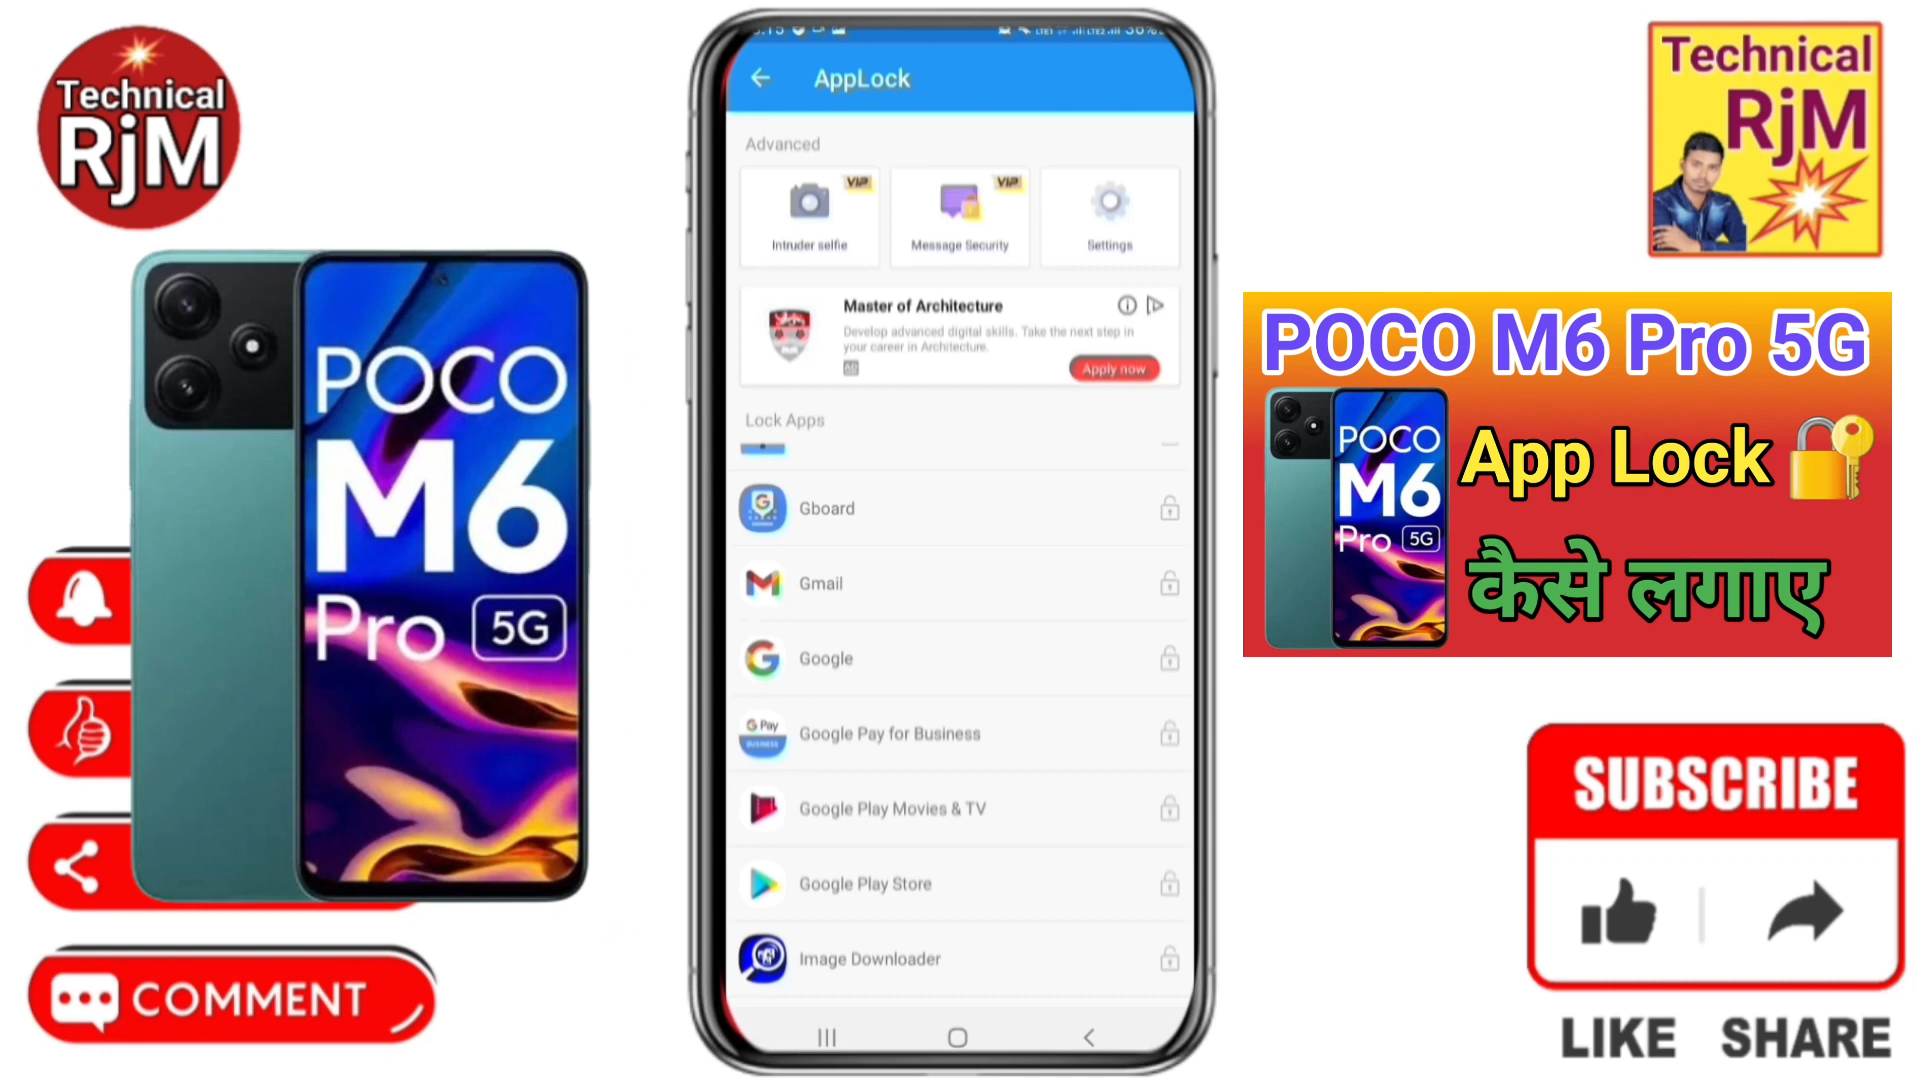 Technical
RjM
POCO
M6
Pro 5G
COMMENT
AppLock
Advanced
VIP
Intruder selfie
VIP
Message Security
Settings
Master of Architecture
Develop advanced digital skills. Take the next step in
your career in Architecture.
AD
Apply now
Lock Apps
Gboard
Gmail
Google
G Pay
BUSINESS
Google Pay for Business
Google Play Movies & TV
Google Play Store
Image Downloader
Technical
RjM
POCO M6 Pro 5G
POCO
M6
Pro 5G
App Lock
कैसे लगाए
SUBSCRIBE
LIKE SHARE